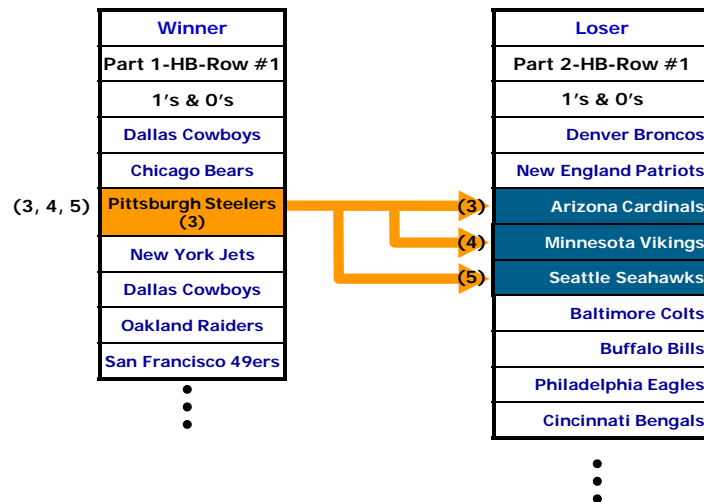 Winner
Part 1-HB-Row #1
1's & 0's
Dallas Cowboys
Chicago Bears
(3, 4, 5)
Pittsburgh Steelers
(3)
New York Jets
Dallas Cowboys
Oakland Raiders
San Francisco 49ers
Loser
Part 2-HB-Row #1
1's & 0's
Denver Broncos
New England Patriots
(3)
Arizona Cardinals
(4)
Minnesota Vikings
(5)
Seattle Seahawks
Baltimore Colts
Buffalo Bills
Philadelphia Eagles
Cincinnati Bengals